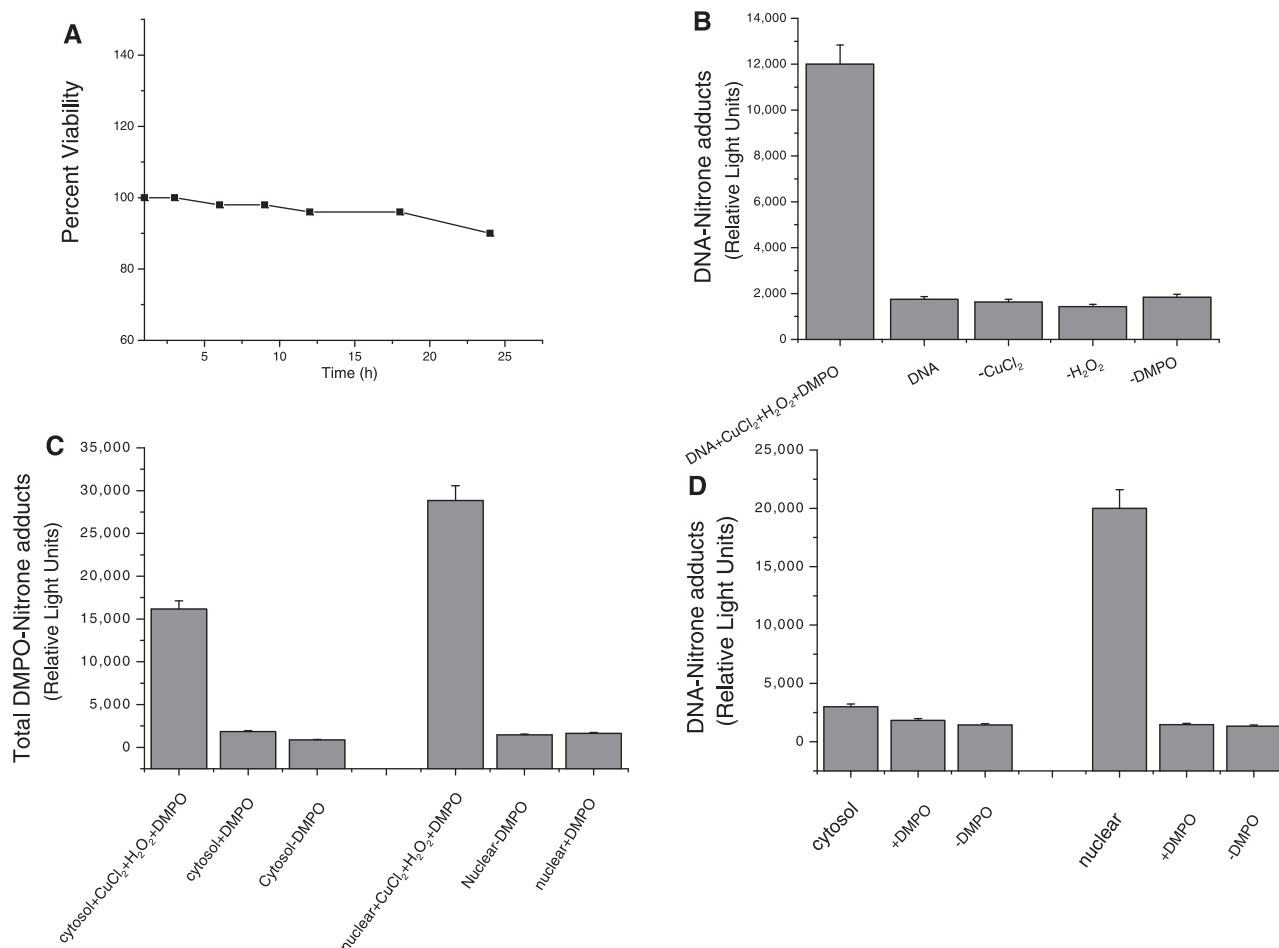 A
Percent Viability
140
120
100
80
60
5
10
15
20
25
Time (h)
B
DNA-Nitrone adducts
(Relative Light Units)
14,000
12,000
10,000
8,000
6,000
4,000
2,000
0
DNA+CuCl₂+H₂O₂+DMPO
DNA
-CuCl₂
-H₂O₂
-DMPO
C
Total DMPO-Nitrone adducts
(Relative Light Units)
35,000
30,000
25,000
20,000
15,000
10,000
5,000
0
cytosol+CuCl₂+H₂O₂+DMPO
cytosol+DMPO
Cytosol-DMPO
nuclear+CuCl₂+H₂O₂+DMPO
Nuclear-DMPO
nuclear+DMPO
D
DNA-Nitrone adducts
(Relative Light Units)
25,000
20,000
15,000
10,000
5,000
0
cytosol
+DMPO
-DMPO
nuclear
+DMPO
-DMPO